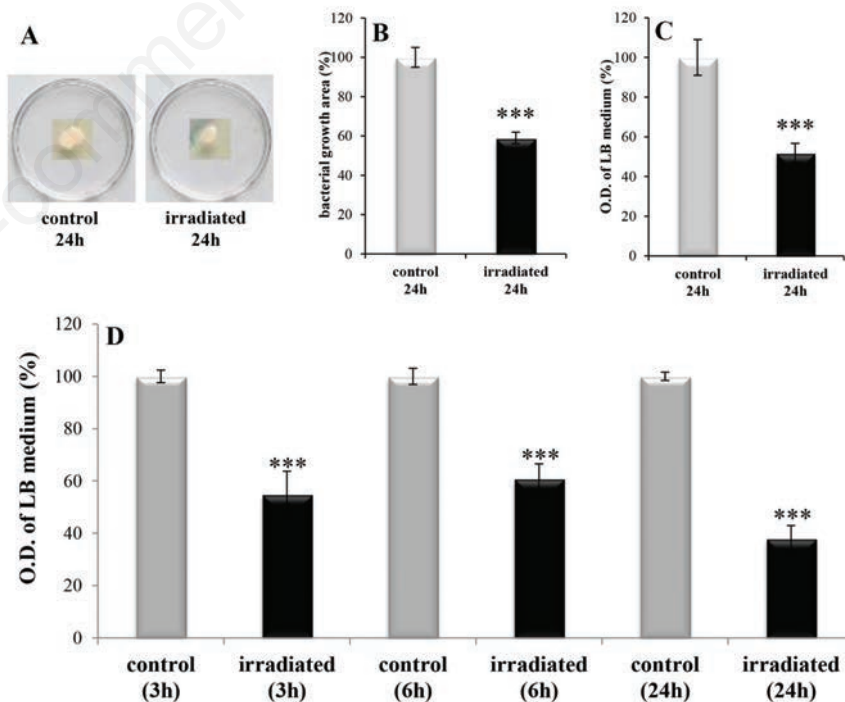 A
control
24h
irradiated
24h
B
bacterial growth area (%)
120
100
80
60
40
20
0
***
control
24h
irradiated
24h
C
O.D. of LB medium (%)
120
100
80
60
40
20
0
***
control
24h
irradiated
24h
D
O.D. of LB medium (%)
120
100
80
60
40
20
0
***
***
***
control
(3h)
irradiated
(3h)
control
(6h)
irradiated
(6h)
control
(24h)
irradiated
(24h)